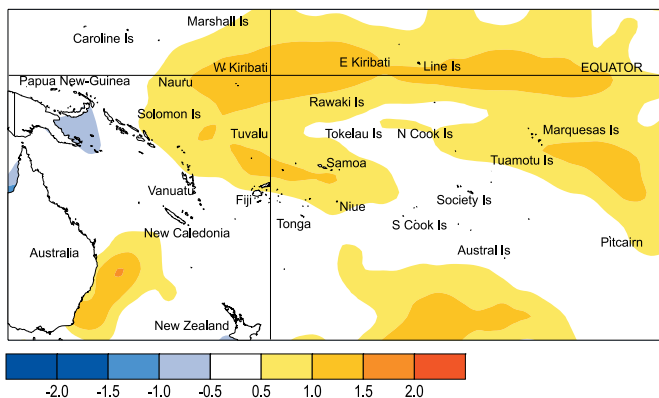 Marshall Is
Caroline Is
W Kiribati
E Kiribati
Line Is
EQUATOR
Papua New-Guinea
Nauru
Rawaki Is
Solomon Is
Tuvalu
Tokelau Is
N Cook Is
Marquesas Is
Samoa
Tuamotu Is
Vanuatu
Fiji
Niue
Society Is
Tonga
New Caledonia
S Cook Is
Pitcairn
Australia
Austral Is
New Zealand
-2.0 -1.5 -1.0 -0.5 0.5 1.0 1.5 2.0